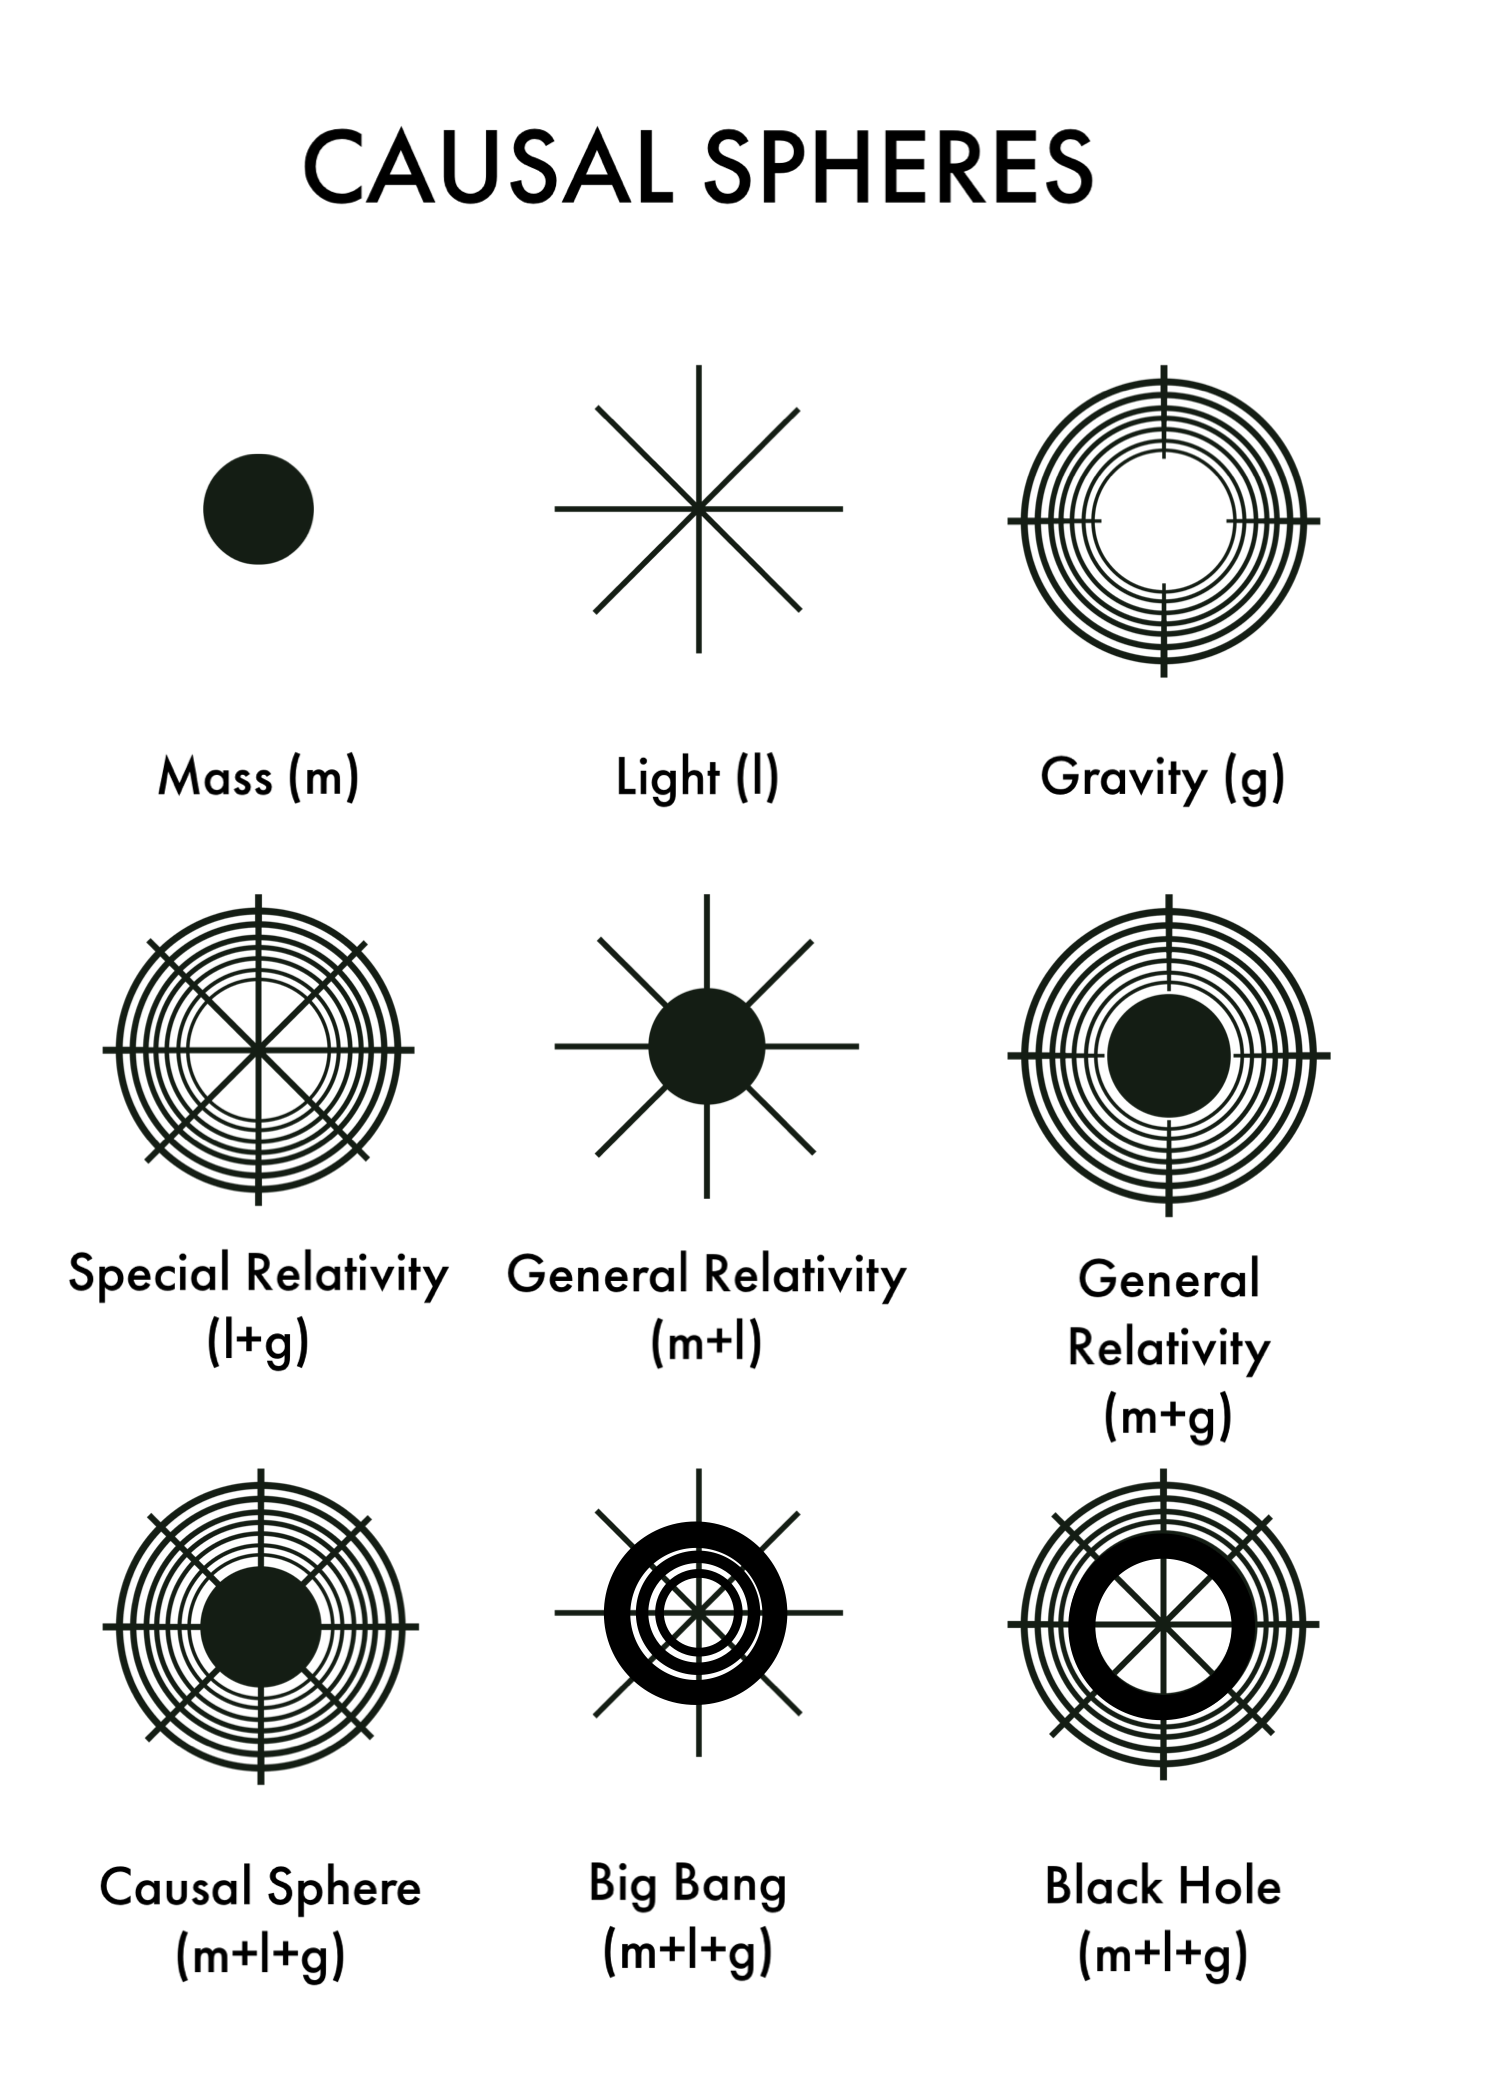 CAUSAL SPHERES
Mass (m)
Light (l)
Gravity (g)
Special Relativity
(l+g)
General Relativity
(m+l)
General
Relativity
(m+g)
Causal Sphere
(m+l+g)
Big Bang
(m+l+g)
Black Hole
(m+l+g)